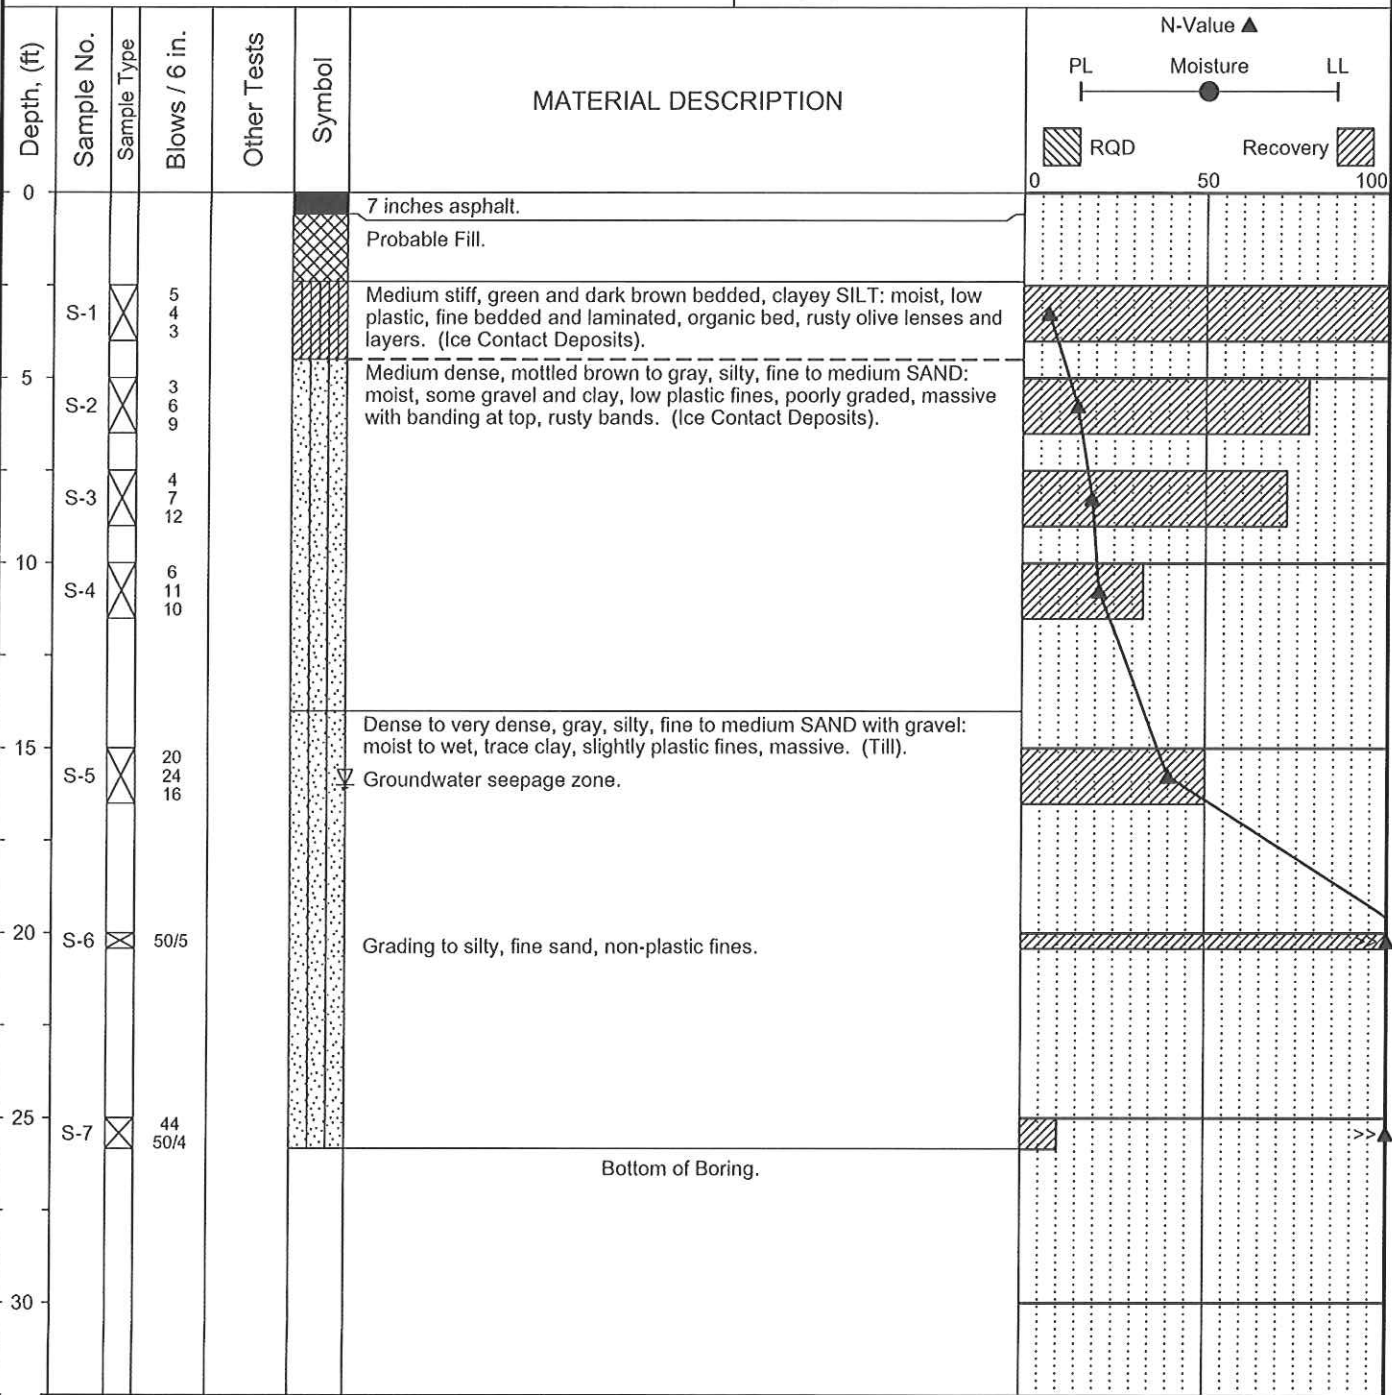 N-Value
PL Moisture LL
RQD Recovery
Depth, (ft) Sample No. Sample Type Blows / 6 in. Other Tests Symbol MATERIAL DESCRIPTION
0 50 100
0
7 inches asphalt.
Probable Fill.
S-1
5
4
3
Medium stiff, green and dark brown bedded, clayey SILT: moist, low
plastic, fine bedded and laminated, organic bed, rusty olive lenses and
layers. (Ice Contact Deposits).
5
S-2
3
6
9
Medium dense, mottled brown to gray, silty, fine to medium SAND:
moist, some gravel and clay, low plastic fines, poorly graded, massive
with banding at top, rusty bands. (Ice Contact Deposits).
S-3
4
7
12
10
S-4
6
11
10
Dense to very dense, gray, silty, fine to medium SAND with gravel:
moist to wet, trace clay, slightly plastic fines, massive. (Till).
15
S-5
20
24
16
Groundwater seepage zone.
20
S-6
50/5
Grading to silty, fine sand, non-plastic fines.
>>
25
S-7
44
50/4
>>
Bottom of Boring.
30